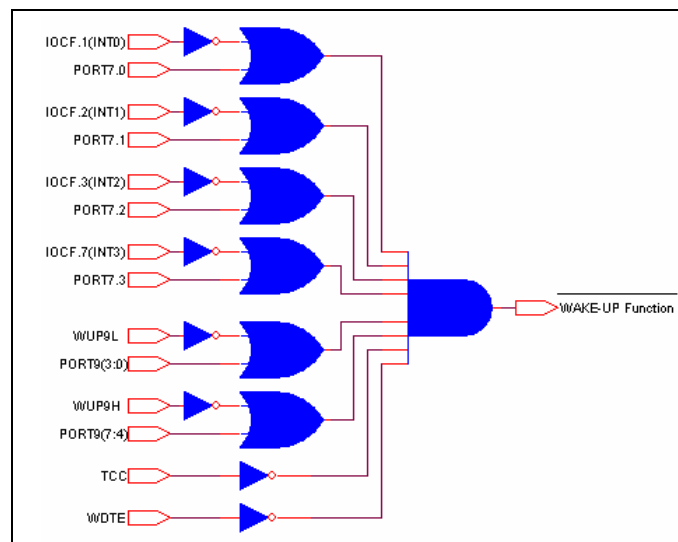 IOCF.1(INT0)
PORT7.0
IOCF.2(INT1)
PORT7.1
IOCF.3(INT2)
PORT7.2
IOCF.7(INT3)
PORT7.3
WAKE-UP Function
WUP9L
PORT9(3:0)
WUP9H
PORT9(7:4)
TCC
WDTE